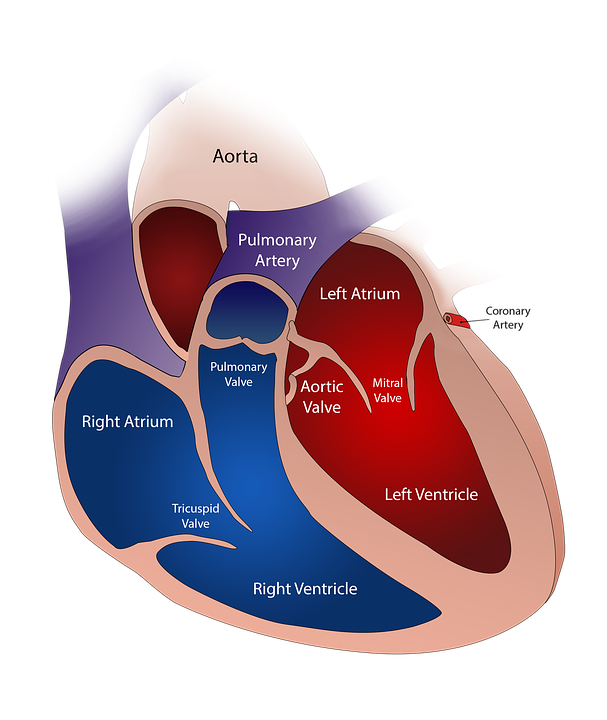 Aorta
Pulmonary
Artery
Left Atrium
Coronary
Artery
Pulmonary
Valve
Aortic
Valve
Mitral
Valve
Right Atrium
Left Ventricle
Tricuspid
Valve
Right Ventricle